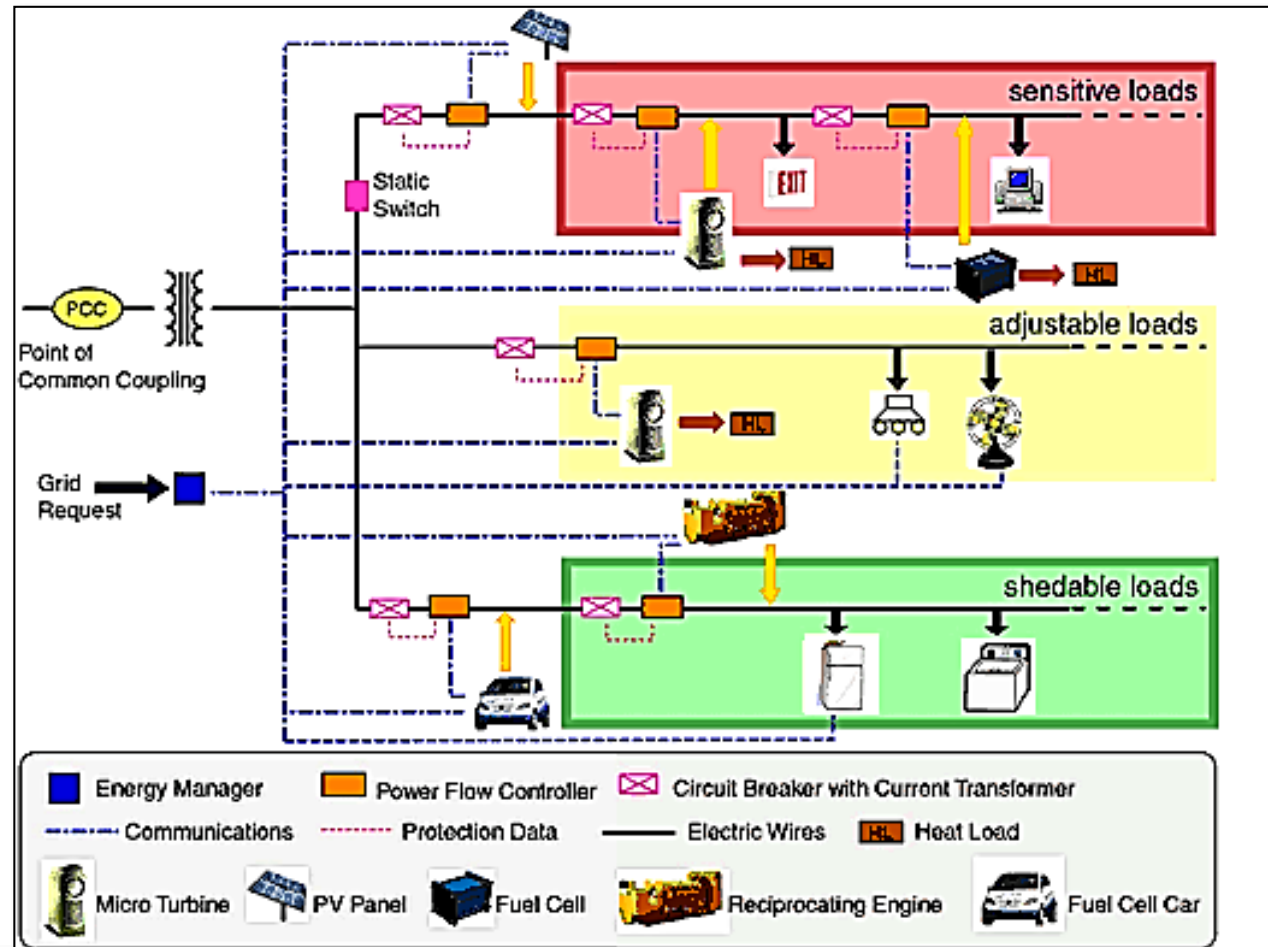 sensitive loads
EXIT
Static
Switch
HL
HL
PCC
adjustable loads
Point of
Common Coupling
HL
Grid
Request
shedable loads
Energy Manager
Power Flow Controller
Circuit Breaker with Curront Transformer
Communications
Protection Data
Electric Wires
HL
Heat Load
Micro Turbine
PV Panel
Fuel Cell
Reciprocating Engine
Fuel Cell Car